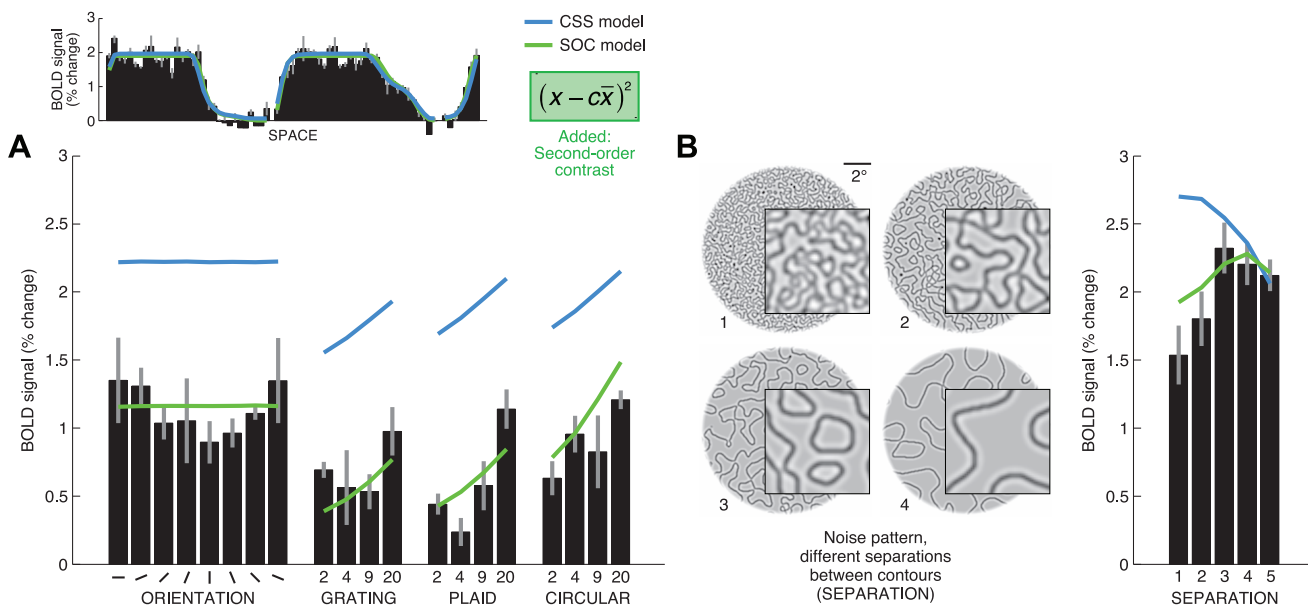 3
2
1
0
BOLD signal
(% change)
SPACE
CSS model
SOC model
(x − cx̄)²
Added:
Second-order
contrast
A
3
2.5
2
1.5
1
0.5
0
BOLD signal (% change)
2 4 9 20 2 4 9 20 2 4 9 20
ORIENTATION GRATING PLAID CIRCULAR
B
2°
1
2
3
4
Noise pattern,
different separations
between contours
(SEPARATION)
3
2.5
2
1.5
1
0.5
0
BOLD signal (% change)
1 2 3 4 5
SEPARATION